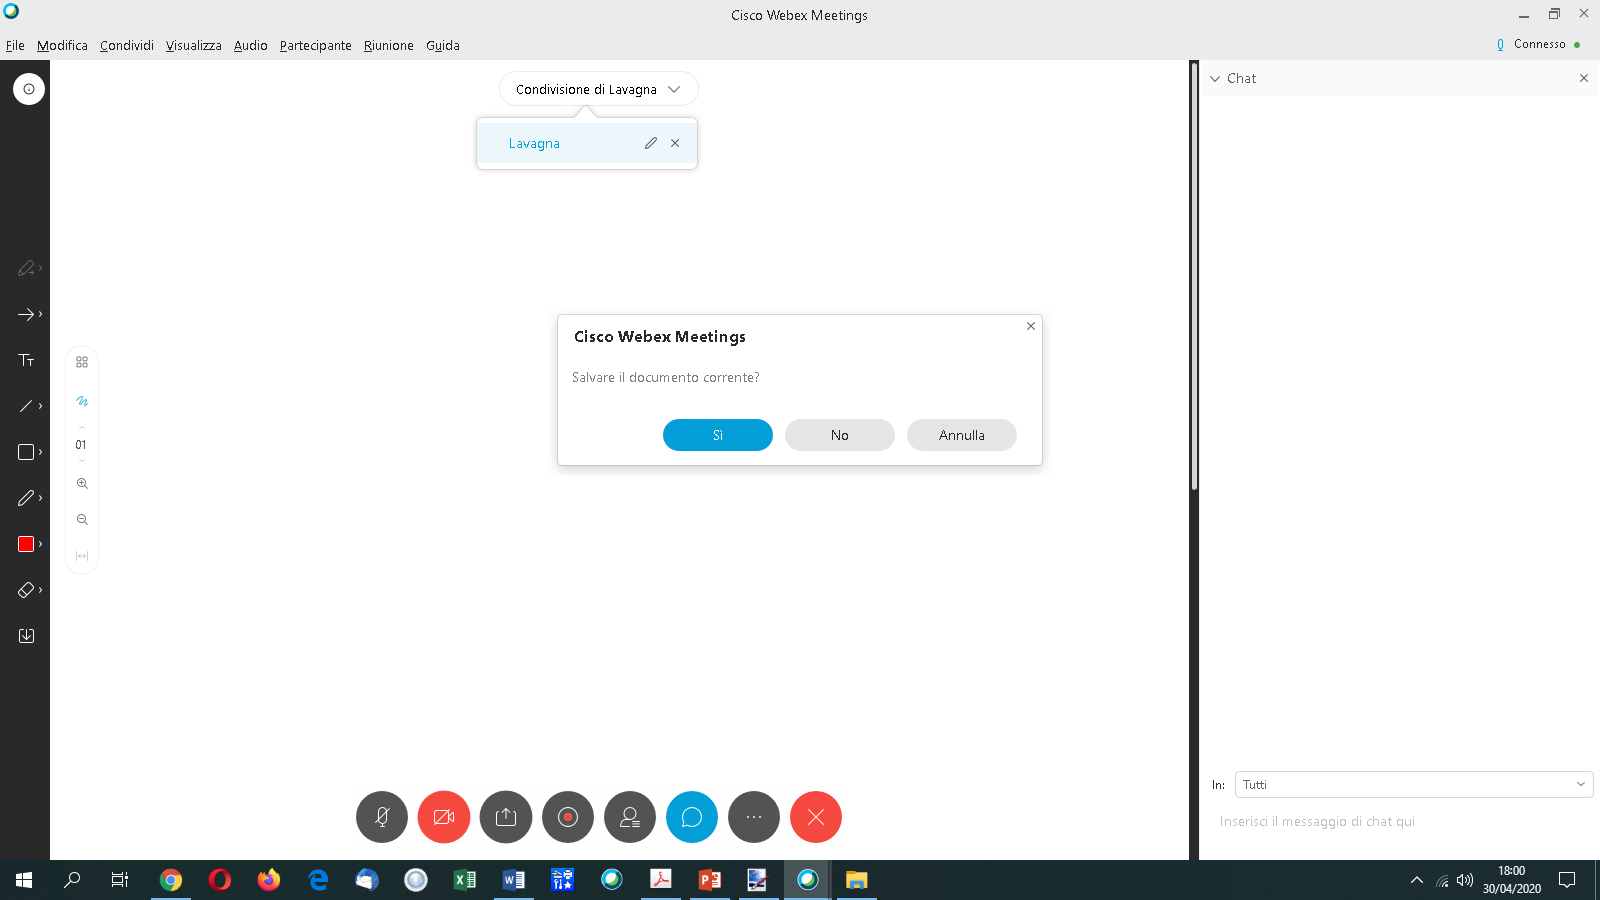 Cisco Webex Meetings
File Modifica Condividi Visualizza Audio Partecipante Riunione Guida
Connesso
Condivisione di Lavagna
Lavagna
Chat
Cisco Webex Meetings
Salvare il documento corrente?
Sì No Annulla
01
In: Tutti
Inserisci il messaggio di chat qui
18:00
30/04/2020